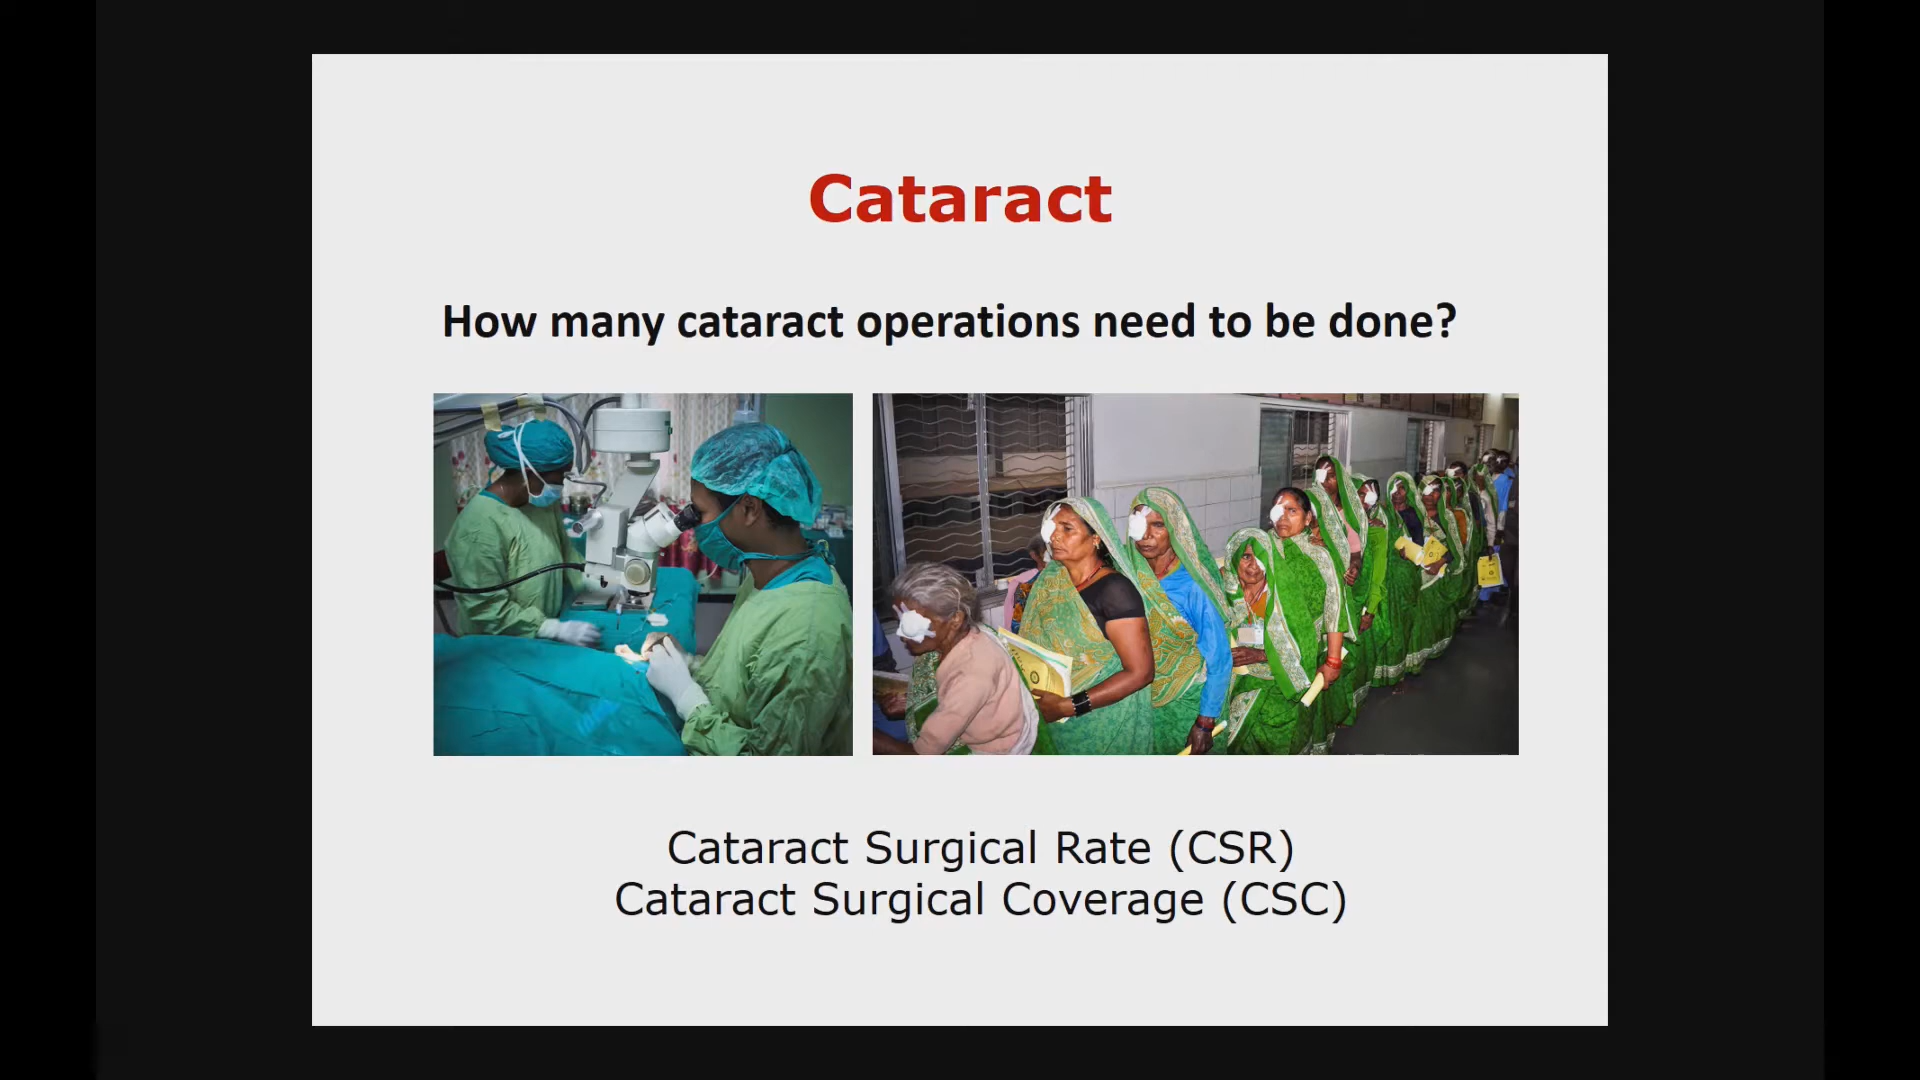 Cataract
How many cataract operations need to be done?
Cataract Surgical Rate (CSR)
Cataract Surgical Coverage (CSC)